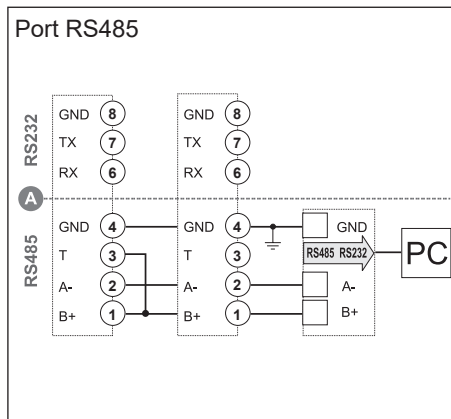 Port RS485
GND 8 GND 8
TX 7 TX 7
RX 6 RX 6
RS232
A
RS485
GND 4 GND 4 GND
T 3 T 3 RS485 RS232 PC
A- 2 A- 2 A-
B+ 1 B+ 1 B+